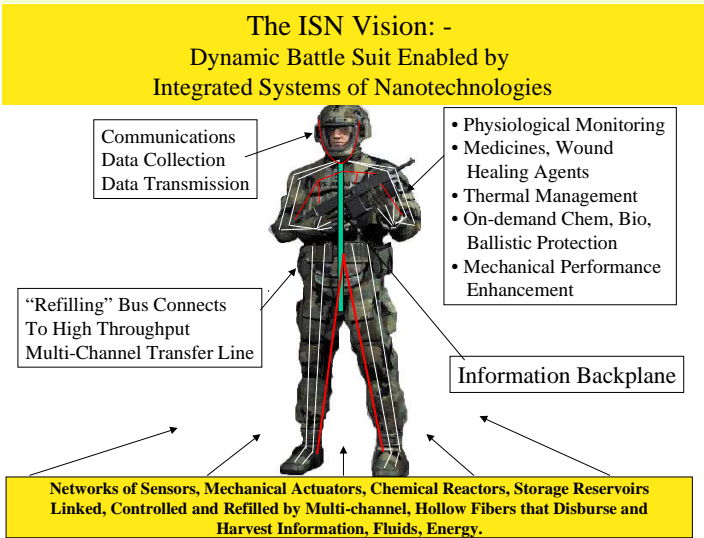 The ISN Vision: -
Dynamic Battle Suit Enabled by
Integrated Systems of Nanotechnologies
Communications
Data Collection
Data Transmission
• Physiological Monitoring
• Medicines, Wound
Healing Agents
• Thermal Management
• On-demand Chem, Bio,
Ballistic Protection
• Mechanical Performance
Enhancement
“Refilling” Bus Connects
To High Throughput
Multi-Channel Transfer Line
Information Backplane
Networks of Sensors, Mechanical Actuators, Chemical Reactors, Storage Reservoirs
Linked, Controlled and Refilled by Multi-channel, Hollow Fibers that Disburse and
Harvest Information, Fluids, Energy.